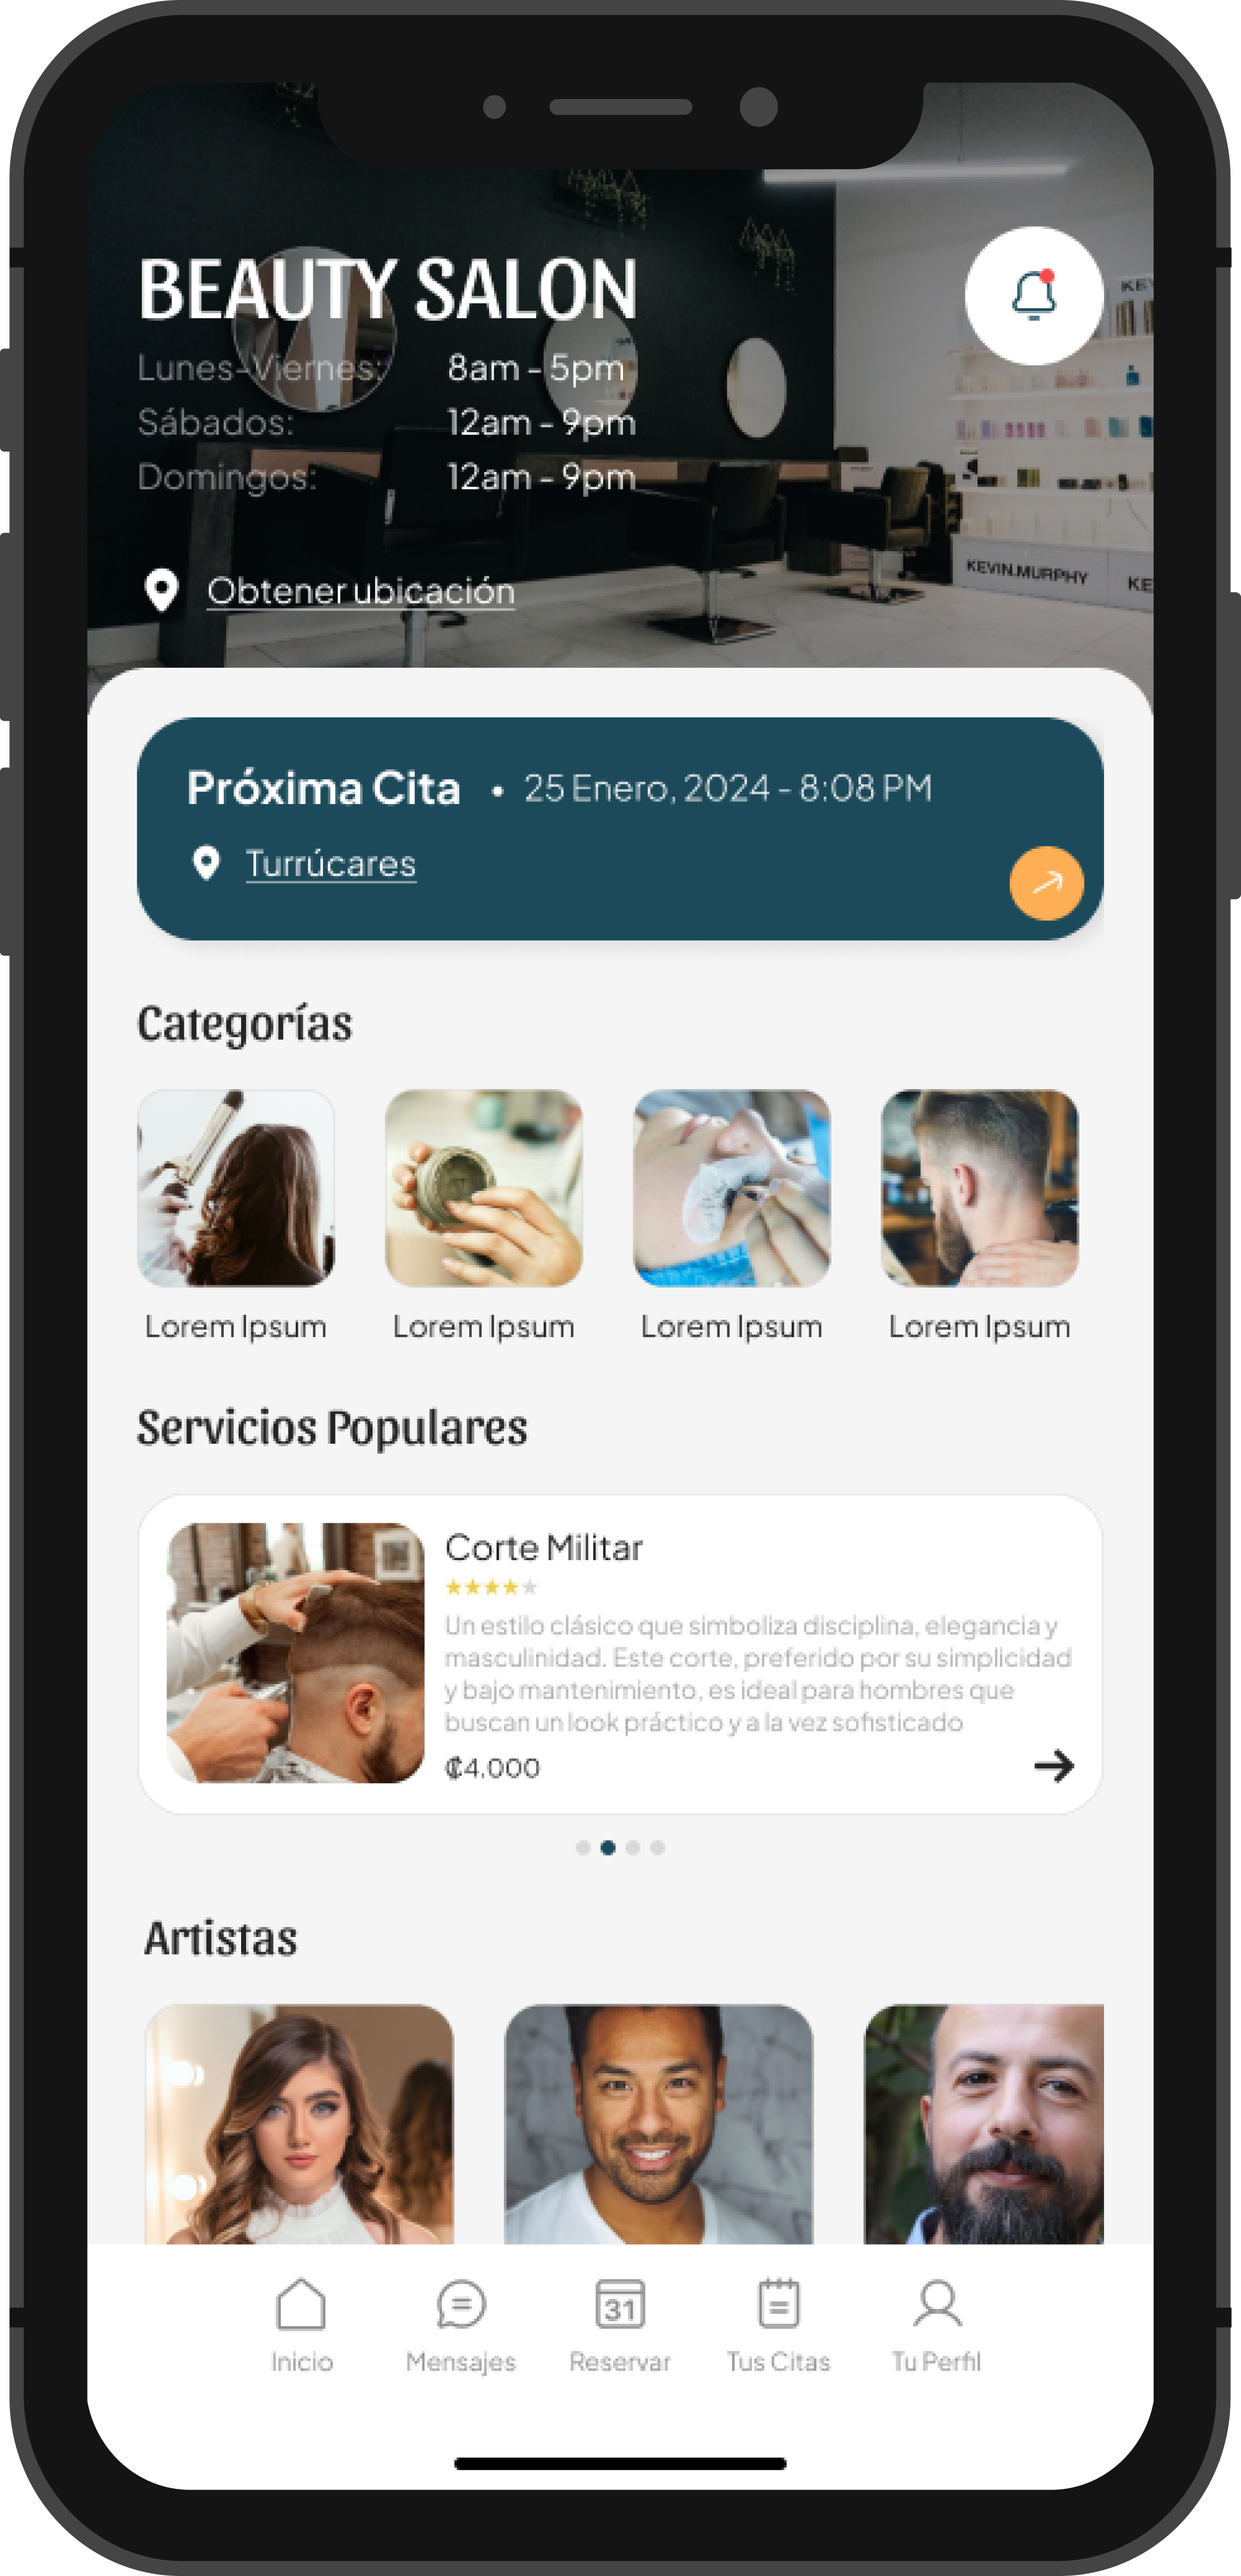 BEAUTY SALON
Lunes-Viernes: 8am - 5pm
Sábados: 12am - 9pm
Domingos: 12am - 9pm
Obtener ubicación
KEVIN.MURPHY
KE
KE
Próxima Cita • 25 Enero, 2024 - 8:08 PM
Turrúcares
Categorías
Lorem Ipsum Lorem Ipsum Lorem Ipsum Lorem Ipsum
Servicios Populares
Corte Militar
Un estilo clásico que simboliza disciplina, elegancia y
masculinidad. Este corte, preferido por su simplicidad
y bajo mantenimiento, es ideal para hombres que
buscan un look práctico y a la vez sofisticado
₡4.000
Artistas
31
Inicio Mensajes Reservar Tus Citas Tu Perfil